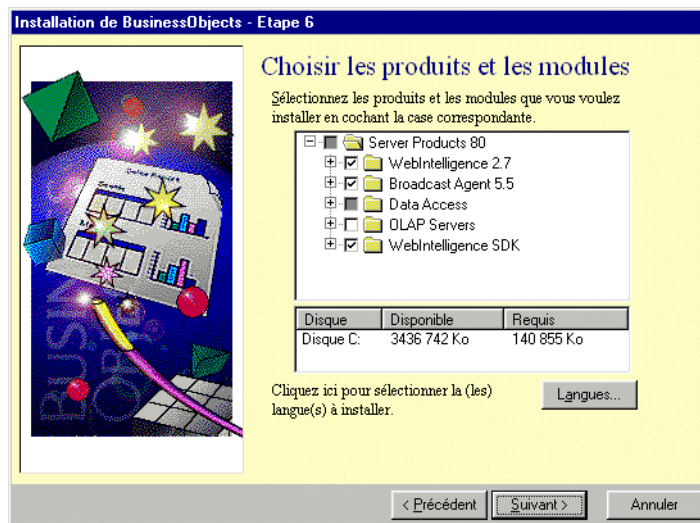 Installation de BusinessObjects - Etape 6
Choisir les produits et les modules
Sélectionnez les produits et les modules que vous voulez
installer en cochant la case correspondante.
Server Products 80
WebIntelligence 2.7
Broadcast Agent 5.5
Data Access
OLAP Servers
WebIntelligence SDK
Disque Disponible Requis
Disque C: 3436 742 Ko 140 855 Ko
Cliquez ici pour sélectionner la (les)
langue(s) à installer.
Langues...
< Précédent Suivant > Annuler